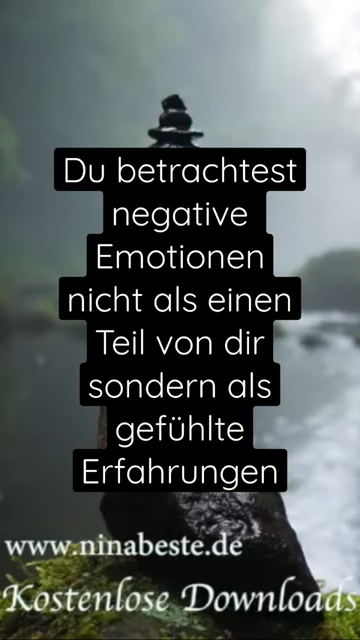 Du betrachtest
negative
Emotionen
nicht als einen
Teil von dir
sondern als
gefühlte
Erfahrungen
www.ninabeste.de
Kostenlose Downloads